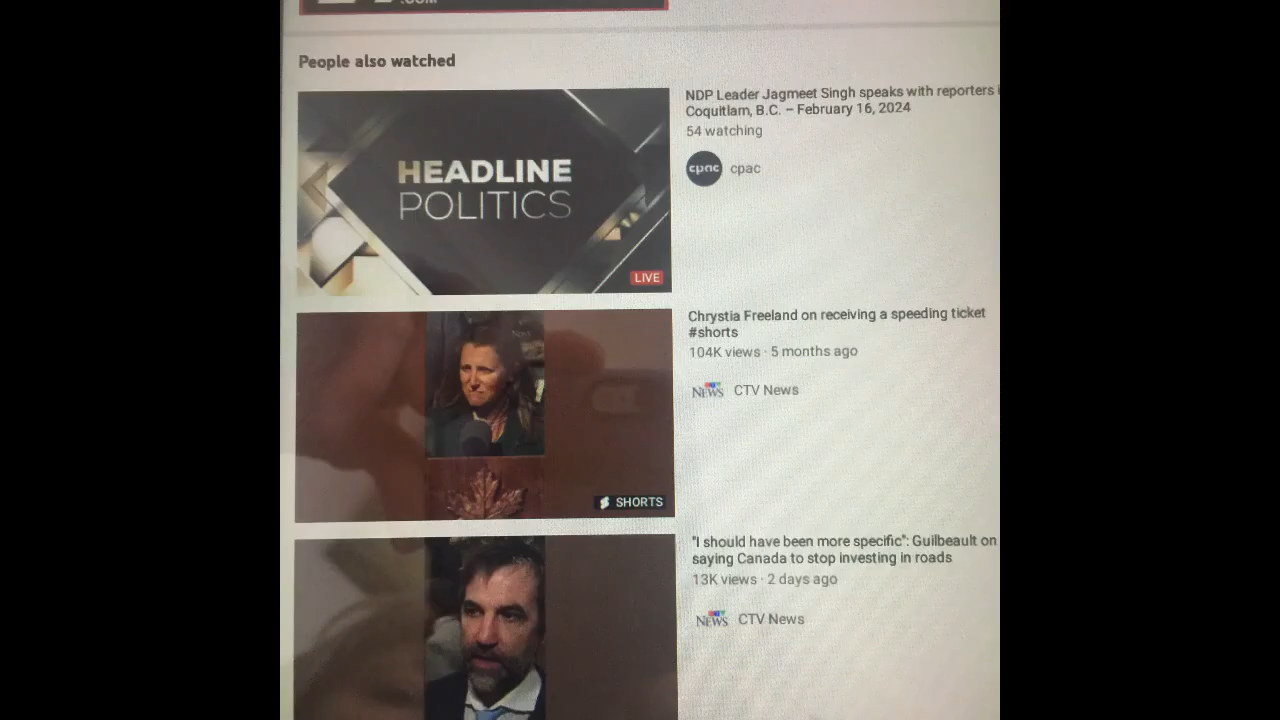 .COM
People also watched
HEADLINE
POLITICS
LIVE
NDP Leader Jagmeet Singh speaks with reporters
Coquitlam, B.C. – February 16, 2024
54 watching
cpac cpac
Chrystia Freeland on receiving a speeding ticket
#shorts
104K views · 5 months ago
NEWS CTV News
SHORTS
"I should have been more specific": Guilbeault on
saying Canada to stop investing in roads
13K views · 2 days ago
NEWS CTV News